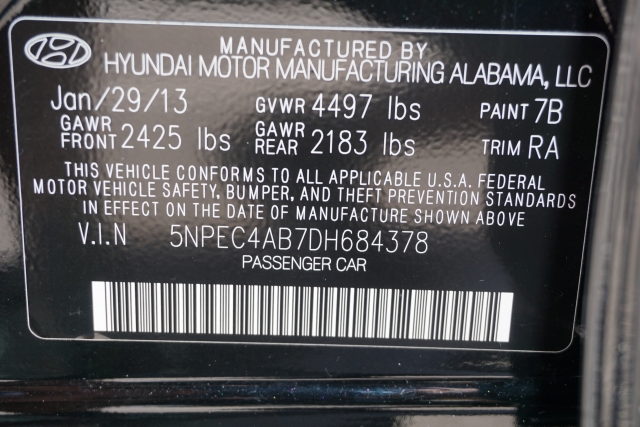 MANUFACTURED BY
HYUNDAI MOTOR MANUFACTURING ALABAMA, LLC
Jan/29/13 GVWR 4497 lbs PAINT 7B
GAWR FRONT 2425 lbs GAWR REAR 2183 lbs TRIM RA
THIS VEHICLE CONFORMS TO ALL APPLICABLE U.S.A. FEDERAL
MOTOR VEHICLE SAFETY, BUMPER, AND THEFT PREVENTION STANDARDS
IN EFFECT ON THE DATE OF MANUFACTURE SHOWN ABOVE.
V.I.N 5NPEC4AB7DH684378
PASSENGER CAR